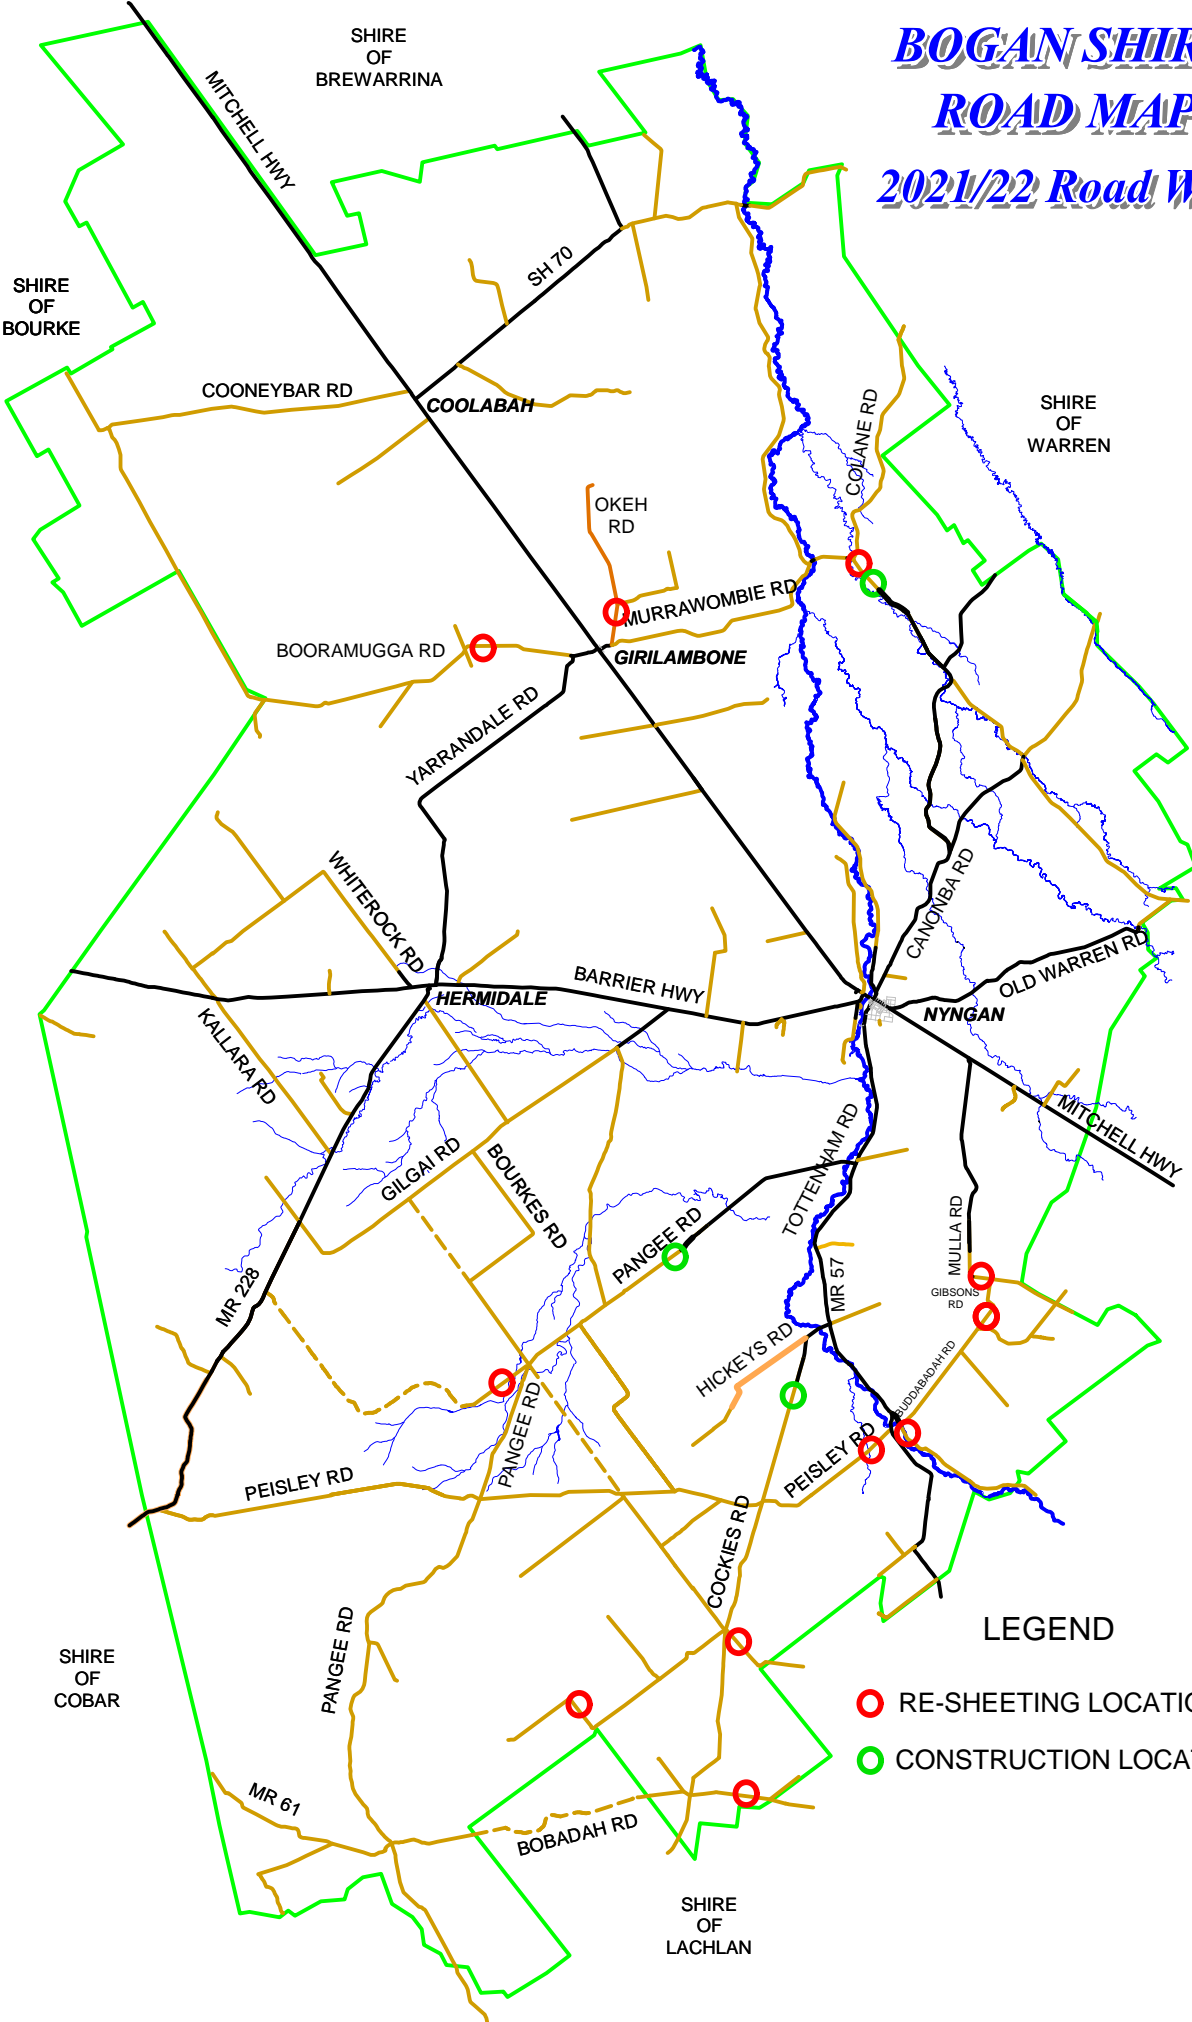 BOGAN SHIR
ROAD MAP
2021/22 Road W
SHIRE
OF
BREWARRINA
MITCHELL HWY
SH 70
SHIRE
OF
BOURKE
COONEYBAR RD
COOLABAH
COLANE RD
SHIRE
OF
WARREN
OKEH
RD
MURRAWOMBIE RD
BOORAMUGGA RD
GIRILAMBONE
YARRANDALE RD
WHITEROCK RD
CANONBA RD
BARRIER HWY
OLD WARREN RD
HERMIDALE
NYNGAN
KALLARA RD
MITCHELL HWY
TOTTENHAM RD
GILGAI RD
BOURKES RD
PANGEE RD
MULLA RD
MR 57
MR 228
GIBSONS
RD
HICKEYS RD
BUDDABADAH RD
PANGEE RD
PEISLEY RD
PEISLEY RD
COCKIES RD
PANGEE RD
LEGEND
SHIRE
OF
COBAR
RE-SHEETING LOCATIO
CONSTRUCTION LOCAT
MR 61
BOBADAH RD
SHIRE
OF
LACHLAN